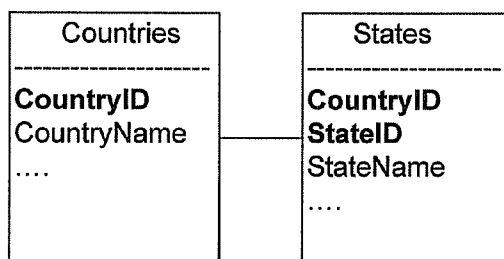 Countries
CountryID
CountryName
....
States
CountryID
StateID
StateName
....